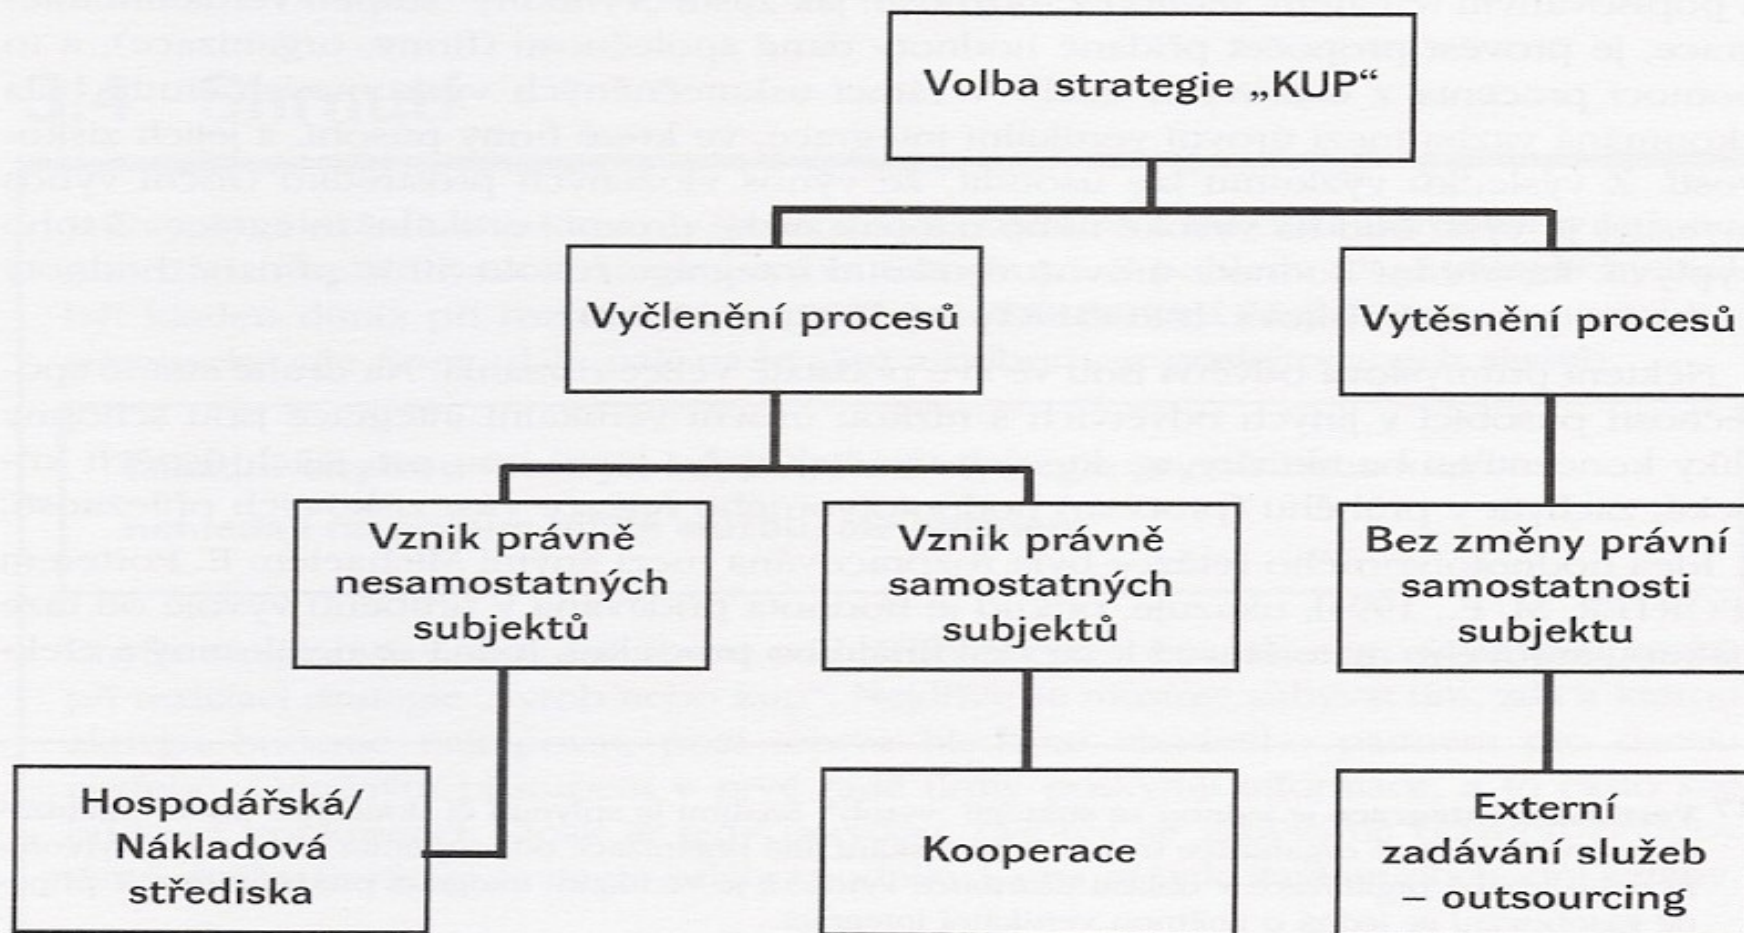 Volba strategie „KUP“
Vyčlenění procesů
Vytěsnění procesů
Vznik právně
nesamostatných
subjektů
Vznik právně
samostatných
subjektů
Bez změny právní
samostatnosti
subjektu
Hospodářská/
Nákladová
střediska
Kooperace
Externí
zadávání služeb
– outsourcing